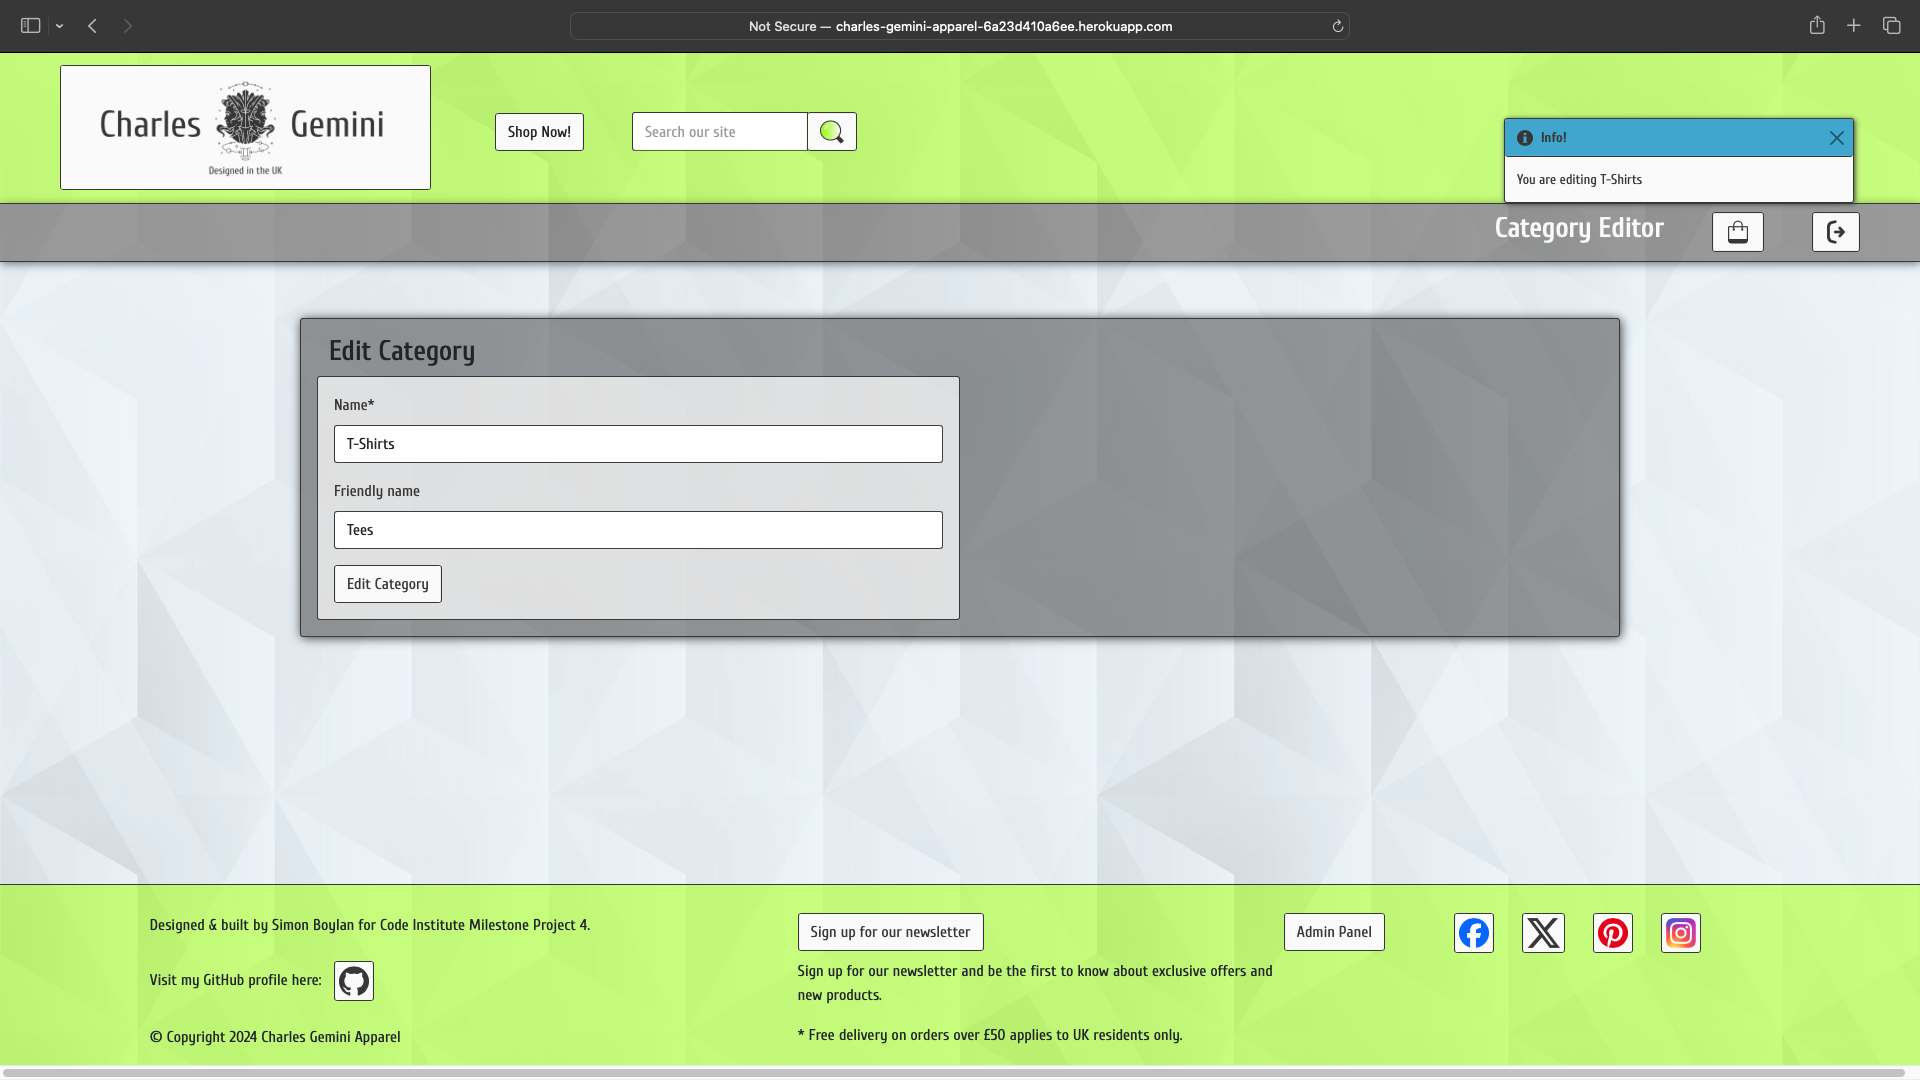 Not Secure — charles-gemini-apparel-6a23d410a6ee.herokuapp.com
Charles Gemini
Designed in the UK
Shop Now!
Search our site
Info!
You are editing T-Shirts
Category Editor
Edit Category
Name*
T-Shirts
Friendly name
Tees
Edit Category
Designed & built by Simon Boylan for Code Institute Milestone Project 4.
Visit my GitHub profile here:
© Copyright 2024 Charles Gemini Apparel
Sign up for our newsletter
Sign up for our newsletter and be the first to know about exclusive offers and
new products.
* Free delivery on orders over £50 applies to UK residents only.
Admin Panel